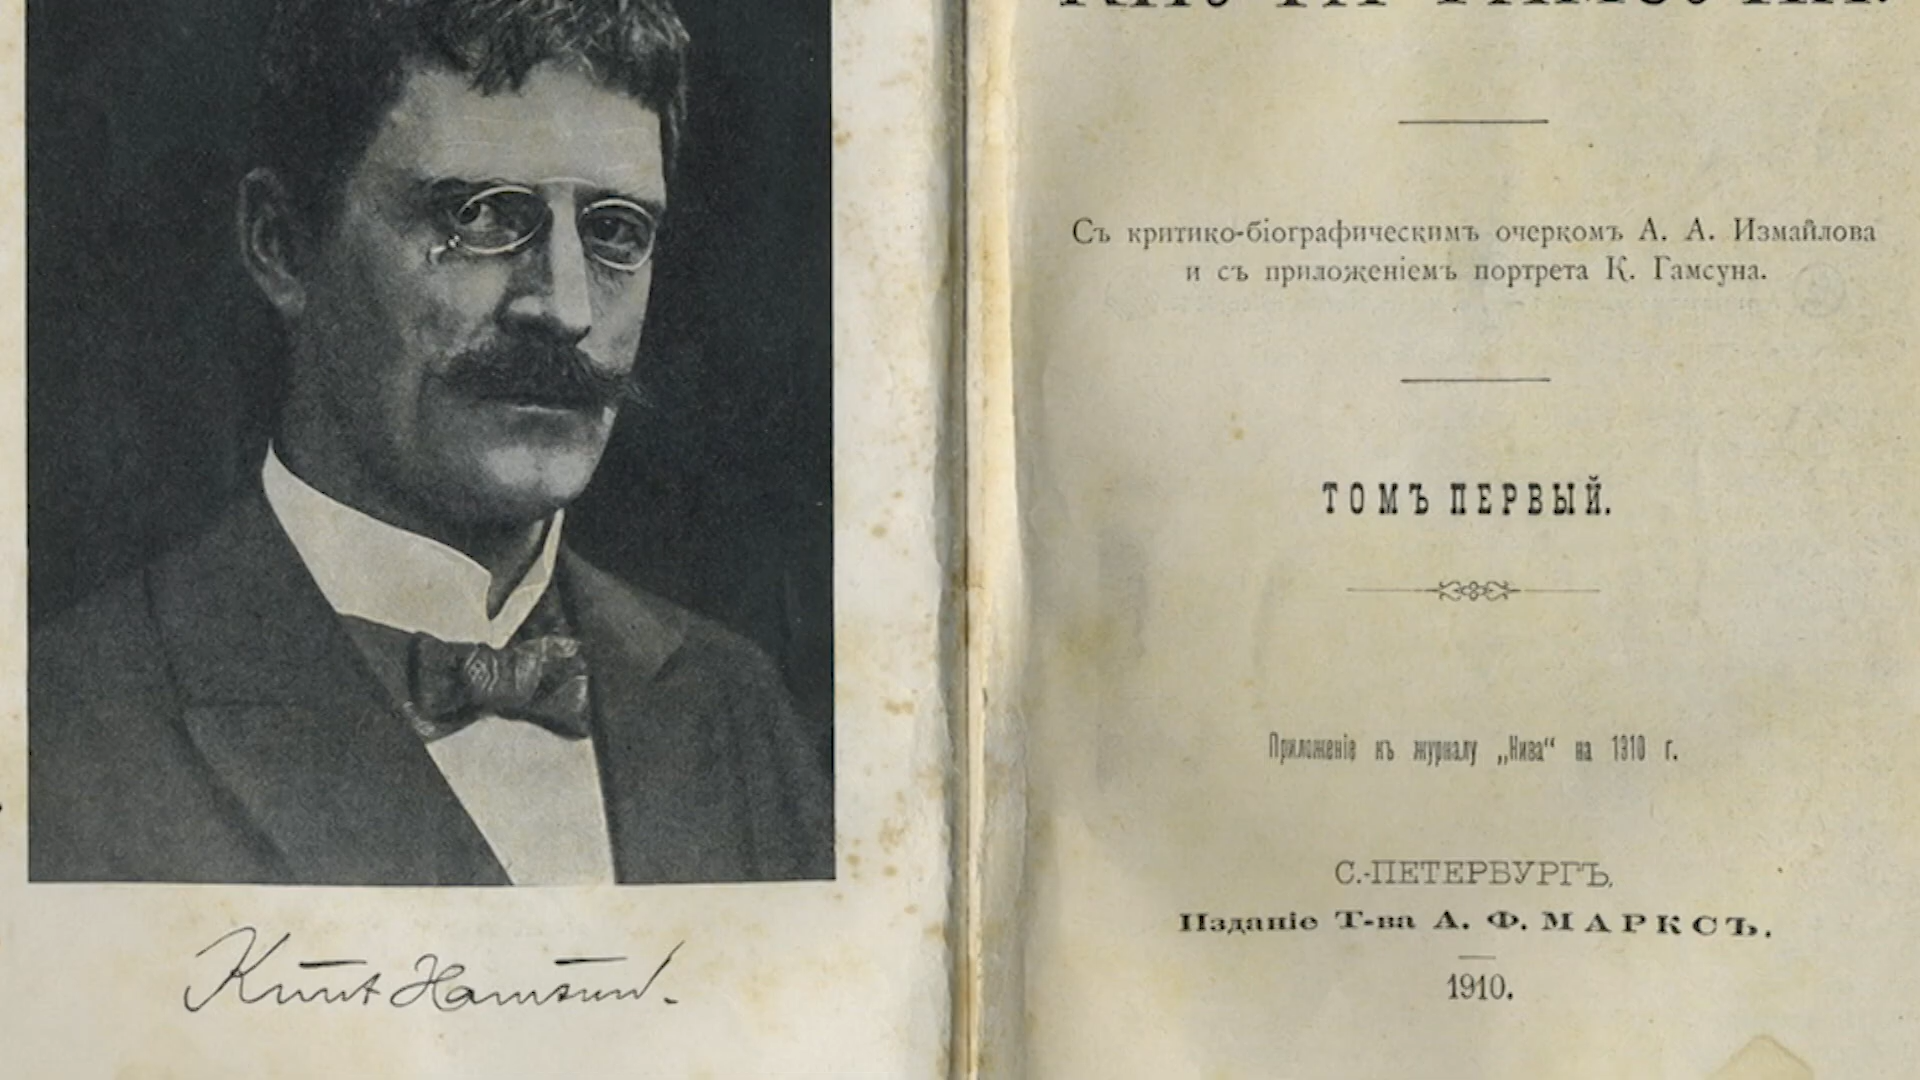 Knut Hamsun.
Съ критико-біографическимъ очеркомъ А. А. Измайлова
и съ приложеніемъ портрета К. Гамсуна.
ТОМЪ ПЕРВЫЙ.
Приложеніе къ журналу „Нива“ на 1910 г.
С.-ПЕТЕРБУРГЪ.
Изданіе Т-ва А. Ф. МАРКСЪ.
1910.